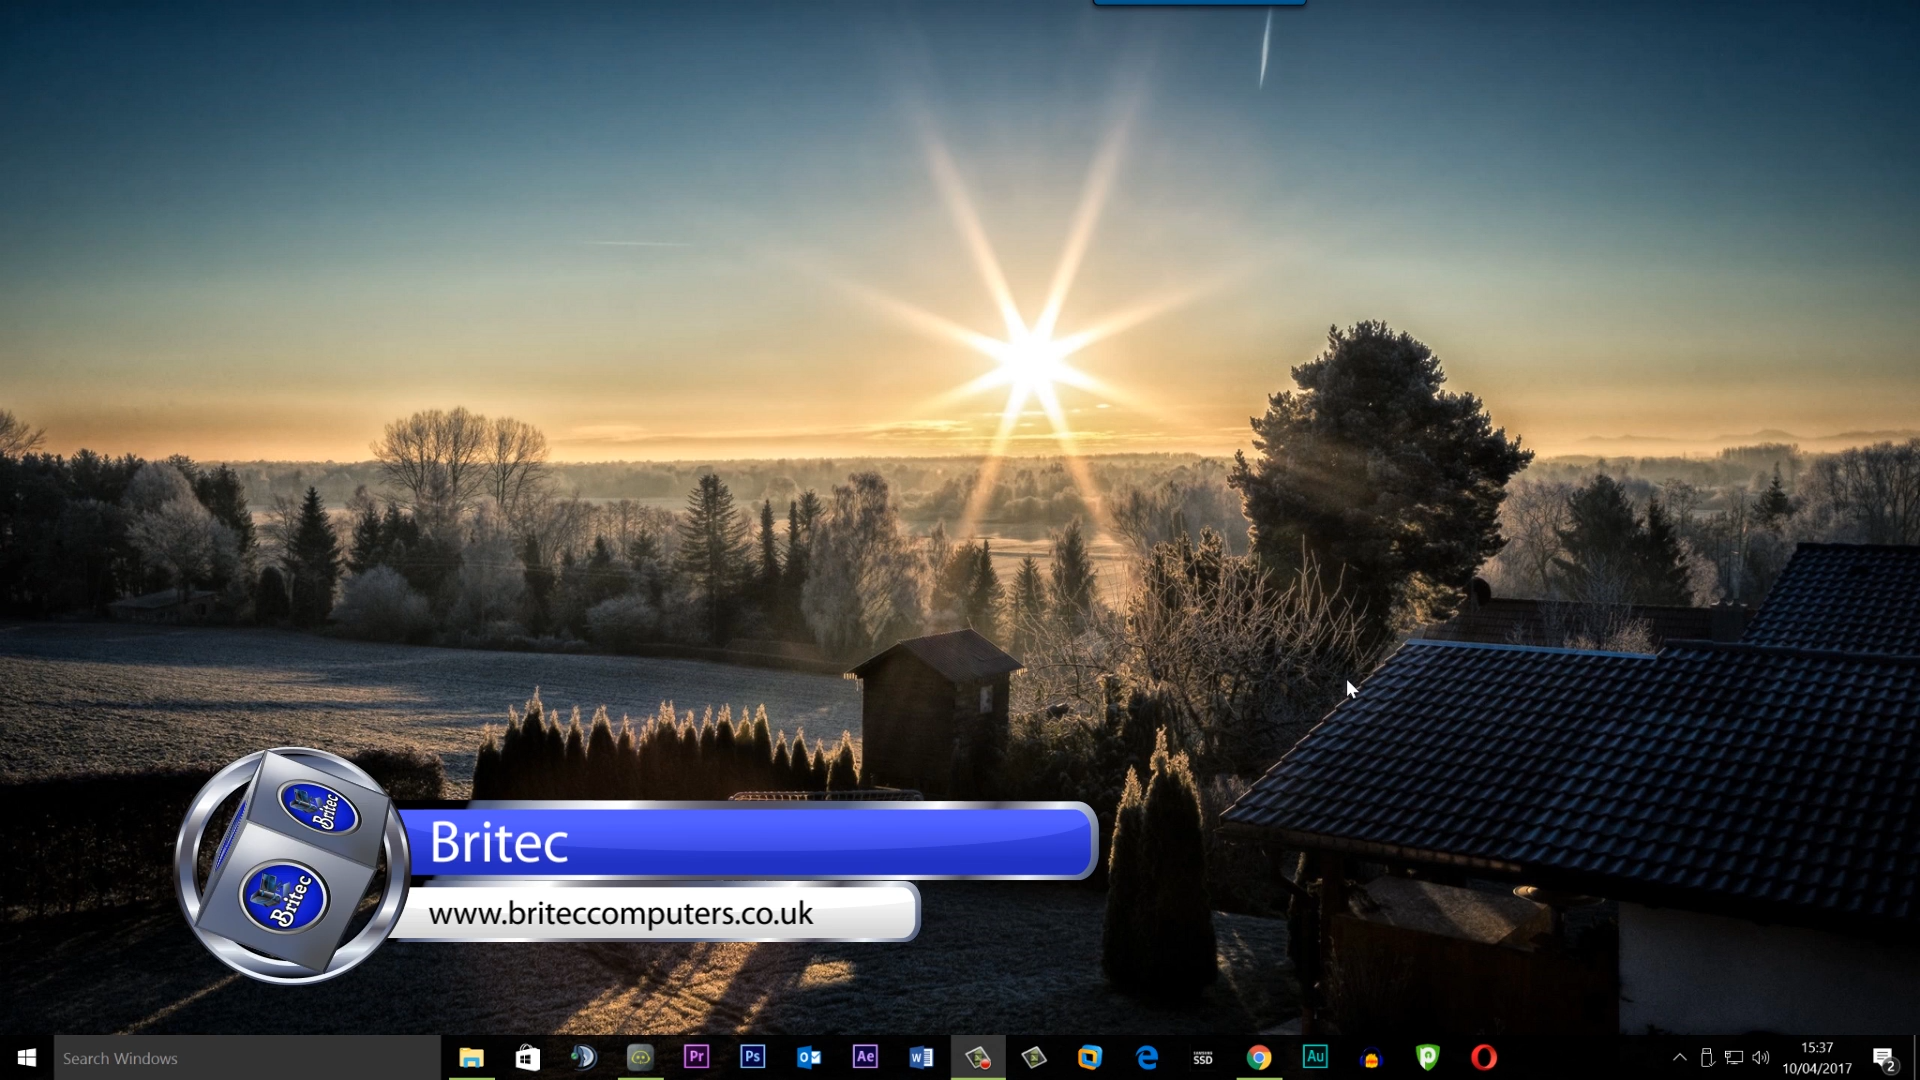 Britec
Britec
Britec
www.briteccomputers.co.uk
Search Windows
Pr
Ps
Ae
SAMSUNG
SSD
Au
15:37
10/04/2017
2